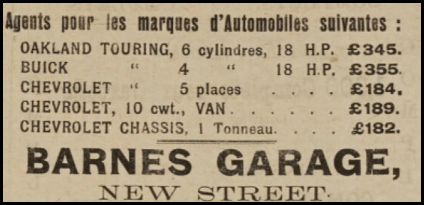 Agents pour les marques d'Automobiles suivantes :
OAKLAND TOURING, 6 cylindres, 18 H.P. £345.
BUICK “ 4 “ 18 H.P. £355.
CHEVROLET “ 5 places . . . . £184.
CHEVROLET, 10 cwt., VAN. . . . . £189.
CHEVROLET CHASSIS, 1 Tonneau. . . . £182.
BARNES GARAGE,
NEW STREET.